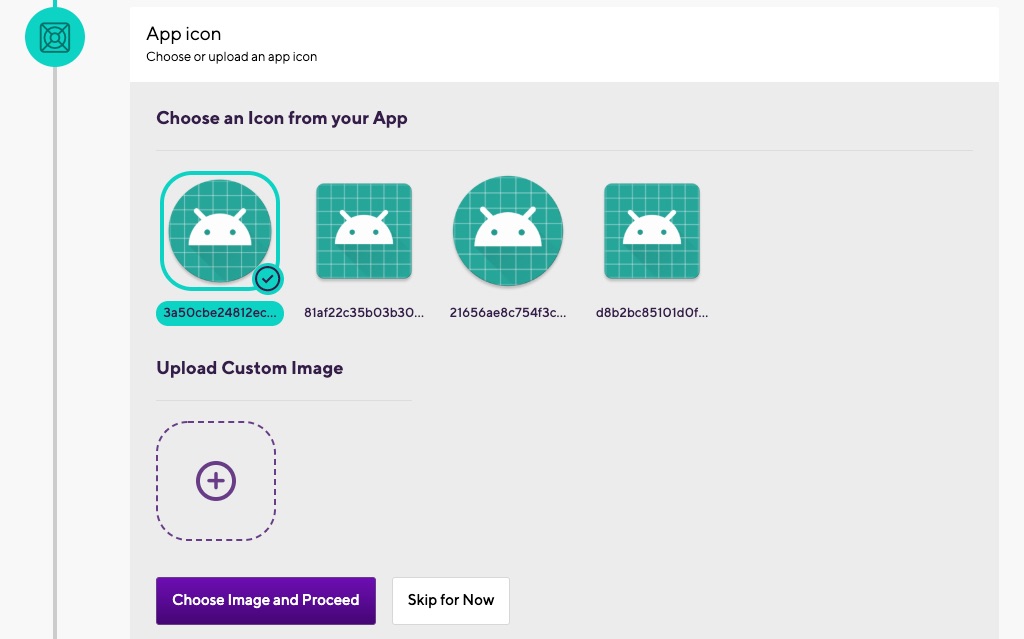 App icon
Choose or upload an app icon
Choose an Icon from your App
3a50cbe24812ec... 81af22c35b03b30... 21656ae8c754f3c... d8b2bc85101d0f...
Upload Custom Image
Choose Image and Proceed Skip for Now